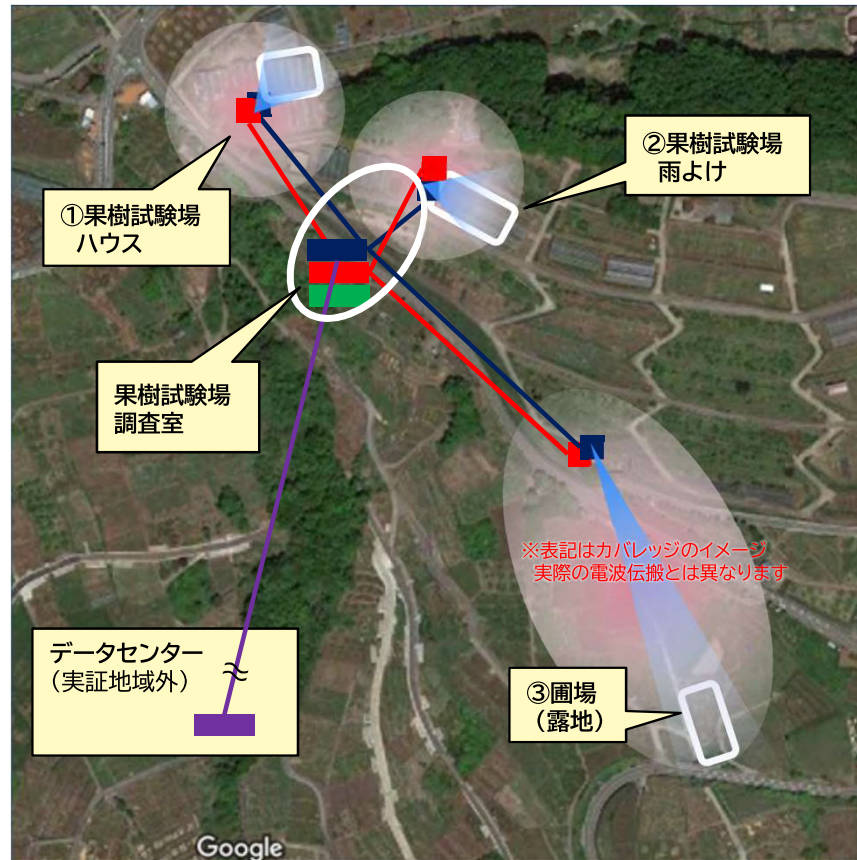 ②果樹試験場
雨よけ
①果樹試験場
ハウス
果樹試験場
調査室
※表記はカバレッジのイメージ
実際の電波伝搬とは異なります
データセンター
（実証地域外）
③圃場
（露地）
Google